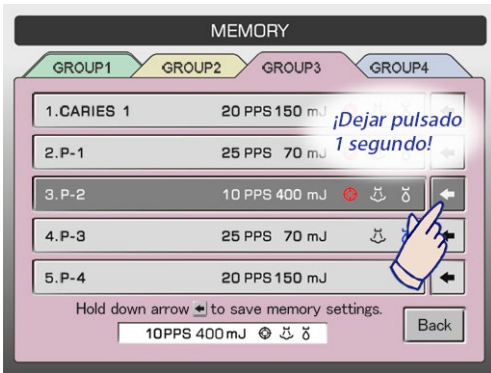 MEMORY
GROUP1 GROUP2 GROUP3 GROUP4
1.CARIES 1 20 PPS 150 mJ
¡Dejar pulsado
1 segundo!
2.P-1 25 PPS 70 mJ
3.P-2 10 PPS 400 mJ
4.P-3 25 PPS 70 mJ
5.P-4 20 PPS 150 mJ
Hold down arrow to save memory settings.
10PPS 400mJ
Back